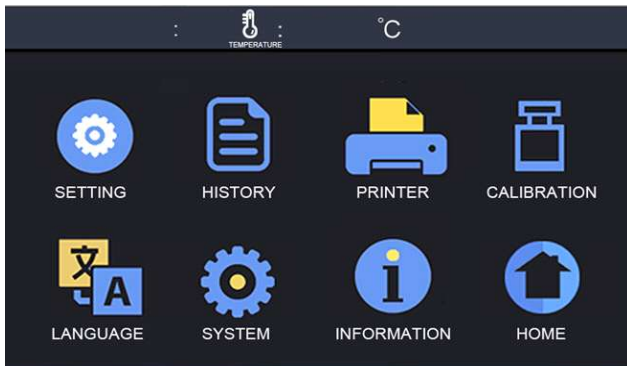 : TEMPERATURE : °C
SETTING HISTORY PRINTER CALIBRATION
文 A i
LANGUAGE SYSTEM INFORMATION HOME